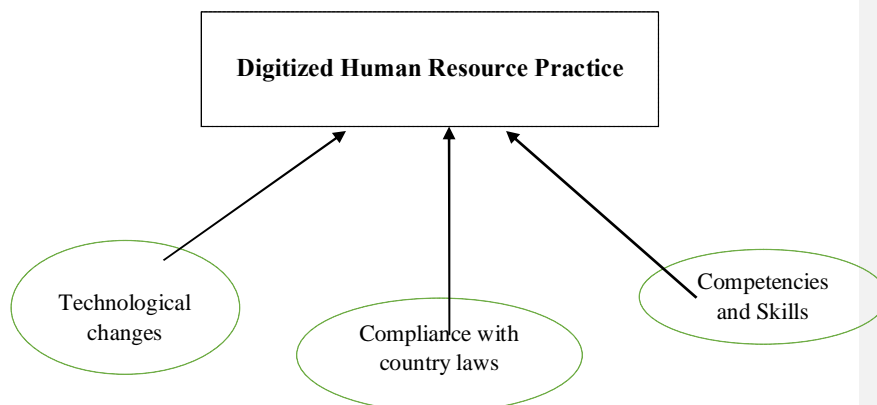 Digitized Human Resource Practice
Technological
changes
Compliance with
country laws
Competencies
and Skills